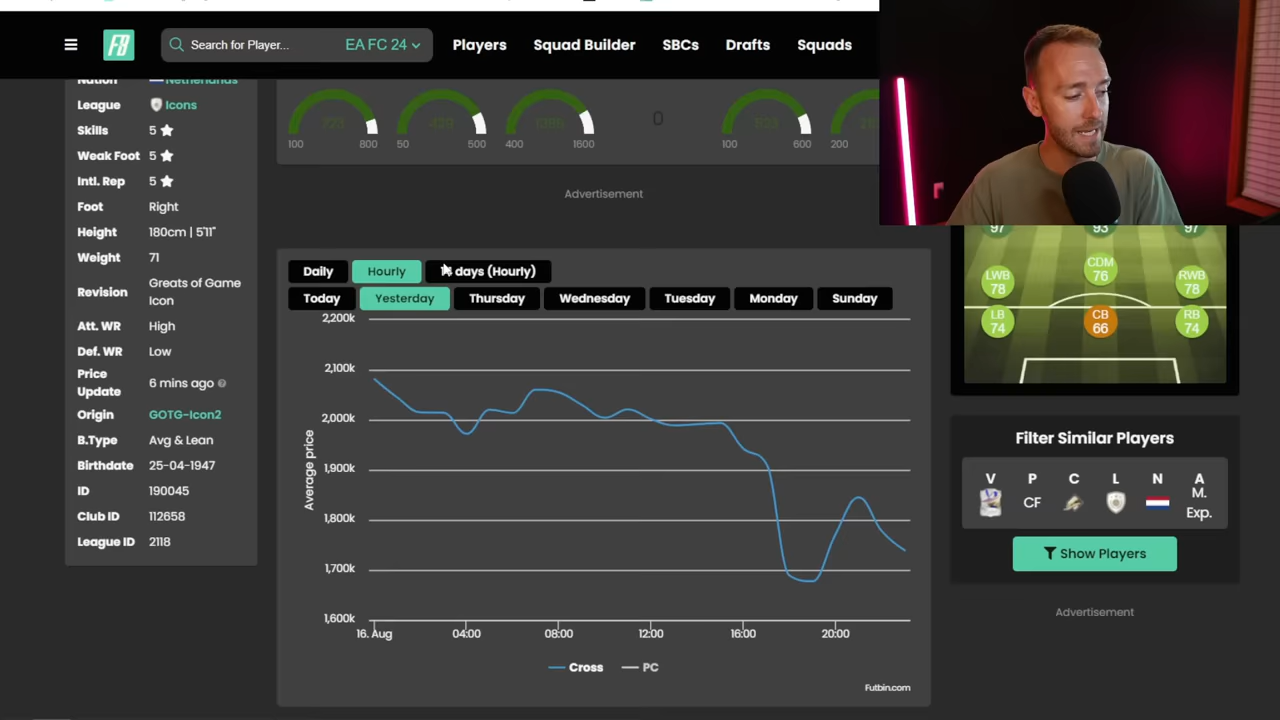 FB
Search for Player...
EA FC 24
Players
Squad Builder
SBCs
Drafts
Squads
Nation
Netherlands
League
Icons
Skills
5
Weak Foot
5
Intl. Rep
5
Foot
Right
Height
180cm | 5'11"
Weight
71
Revision
Greats of Game
Icon
Att. WR
High
Def. WR
Low
Price
Update
6 mins ago
Origin
GOTG-Icon2
B.Type
Avg & Lean
Birthdate
25-04-1947
ID
190045
Club ID
112658
League ID
2118
723
100
800
429
50
500
400
1600
0
100
600
200
Advertisement
Daily
Hourly
days (Hourly)
Today
Yesterday
Thursday
Wednesday
Tuesday
Monday
Sunday
Average price
2,200k
2,100k
2,000k
1,900k
1,800k
1,700k
1,600k
16. Aug
04:00
08:00
12:00
16:00
20:00
Cross
PC
Futbin.com
97
93
97
LWB
78
CDM
76
RWB
78
LB
74
CB
66
RB
74
Filter Similar Players
V
P
C
L
N
A
CF
M.
Exp.
Show Players
Advertisement